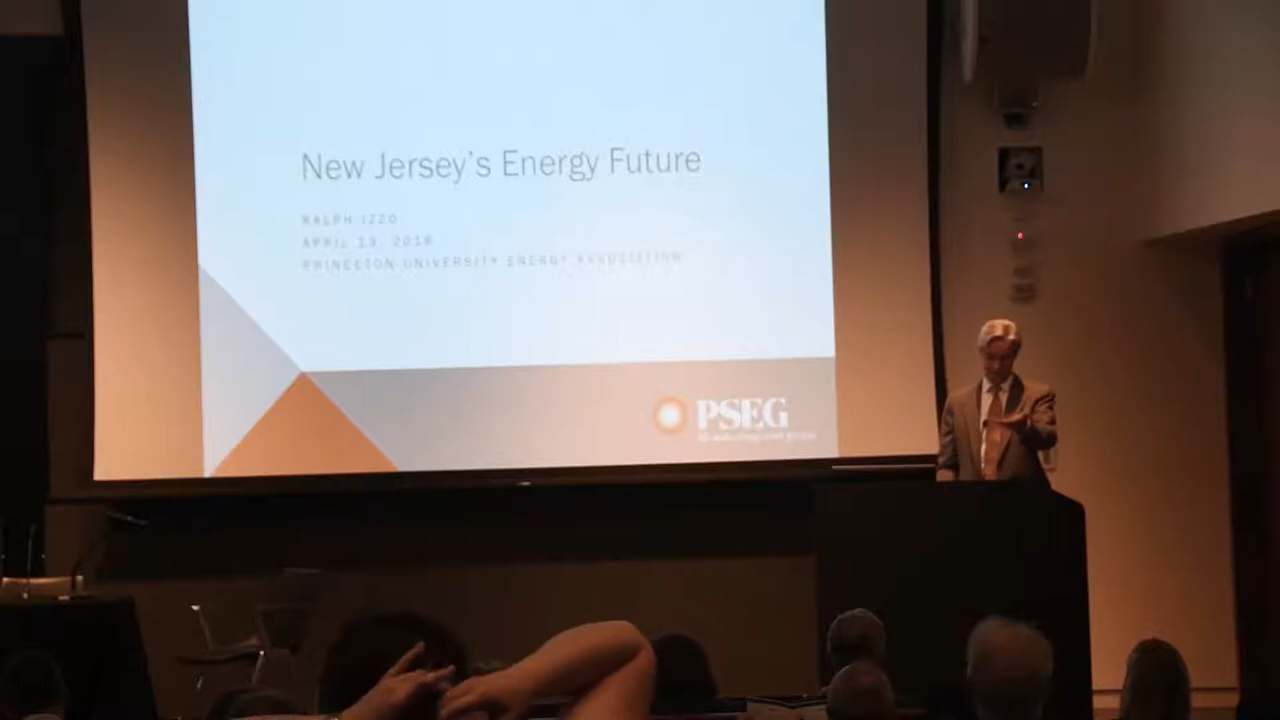 New Jersey's Energy Future
RALPH IZZO
APRIL 13, 2018
PRINCETON UNIVERSITY ENERGY ASSOCIATION
PSEG